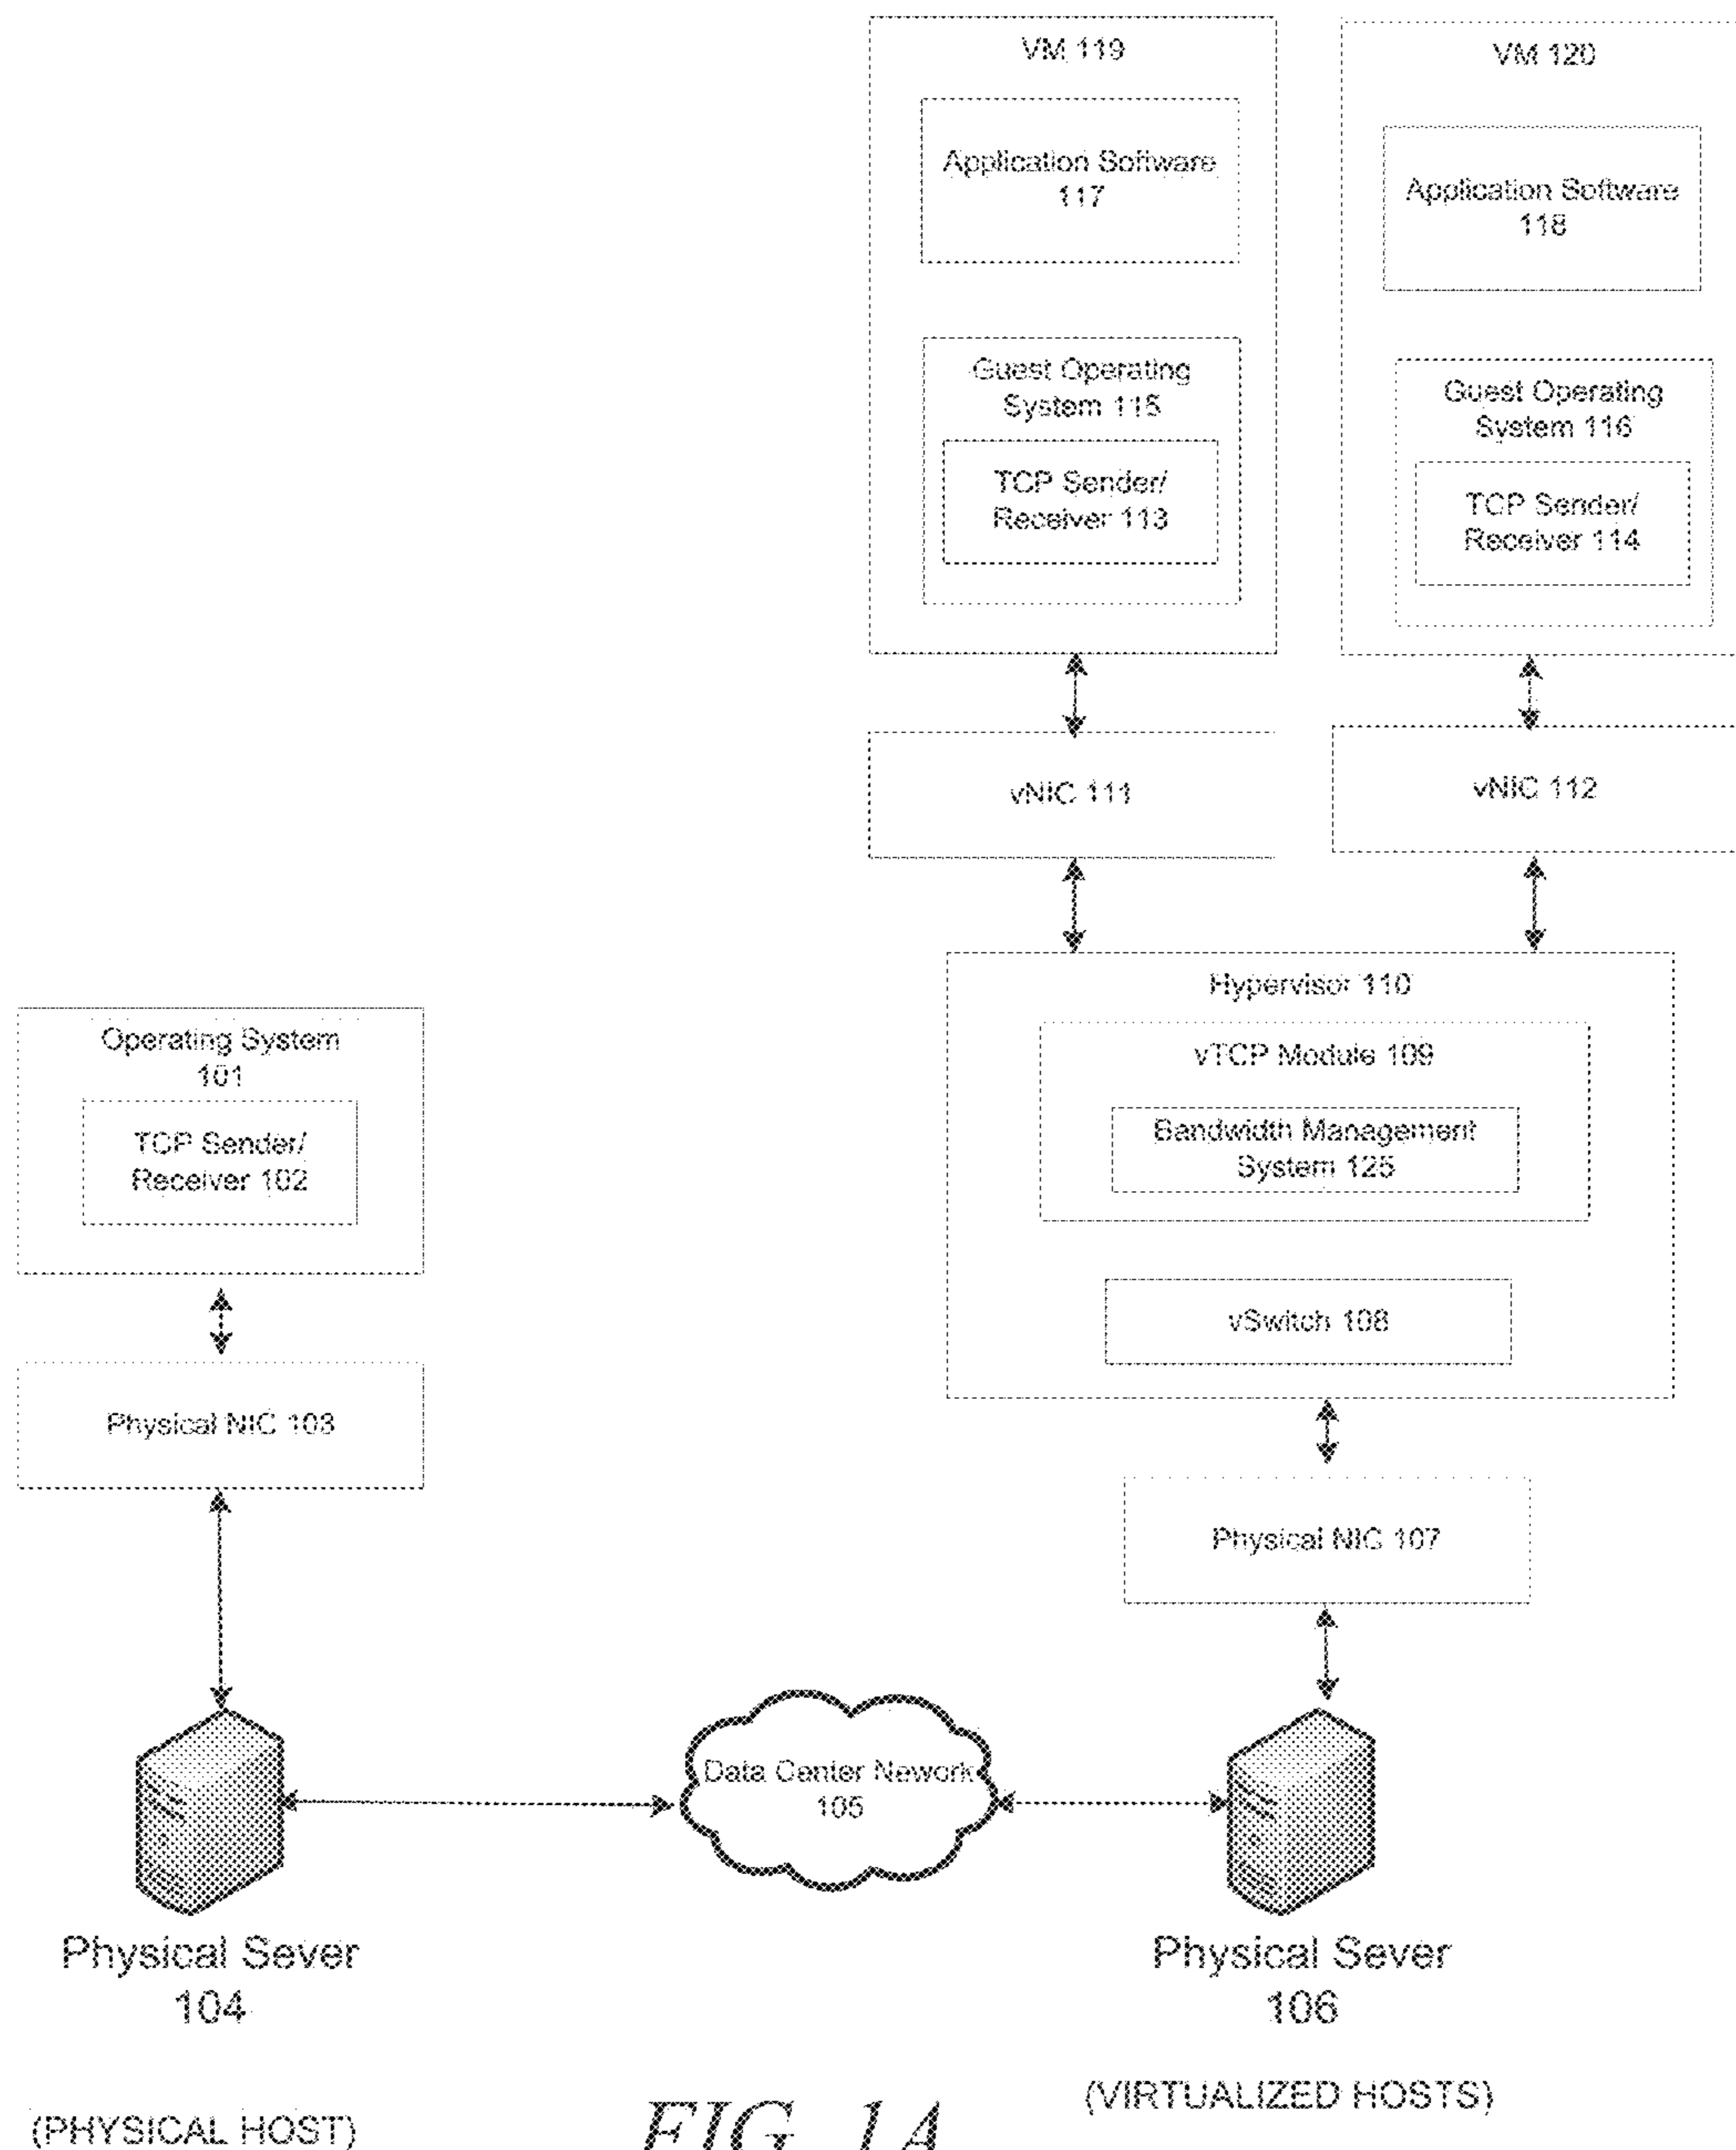 VM 119
Application Software
117
Guest Operating
System 115
TCP Sender/
Receiver 113
VM 120
Application Software
118
Guest Operating
System 116
TCP Sender/
Receiver 114
vNIC 111
vNIC 112
Hypervisor 110
vTCP Module 109
Bandwidth Management
System 125
vSwitch 108
Operating System
101
TCP Sender/
Receiver 102
Physical NIC 103
Physical NIC 107
Data Center Nework
105
Physical Sever
104
(PHYSICAL HOST)
Physical Sever
106
(VIRTUALIZED HOSTS)
FIG. 1A